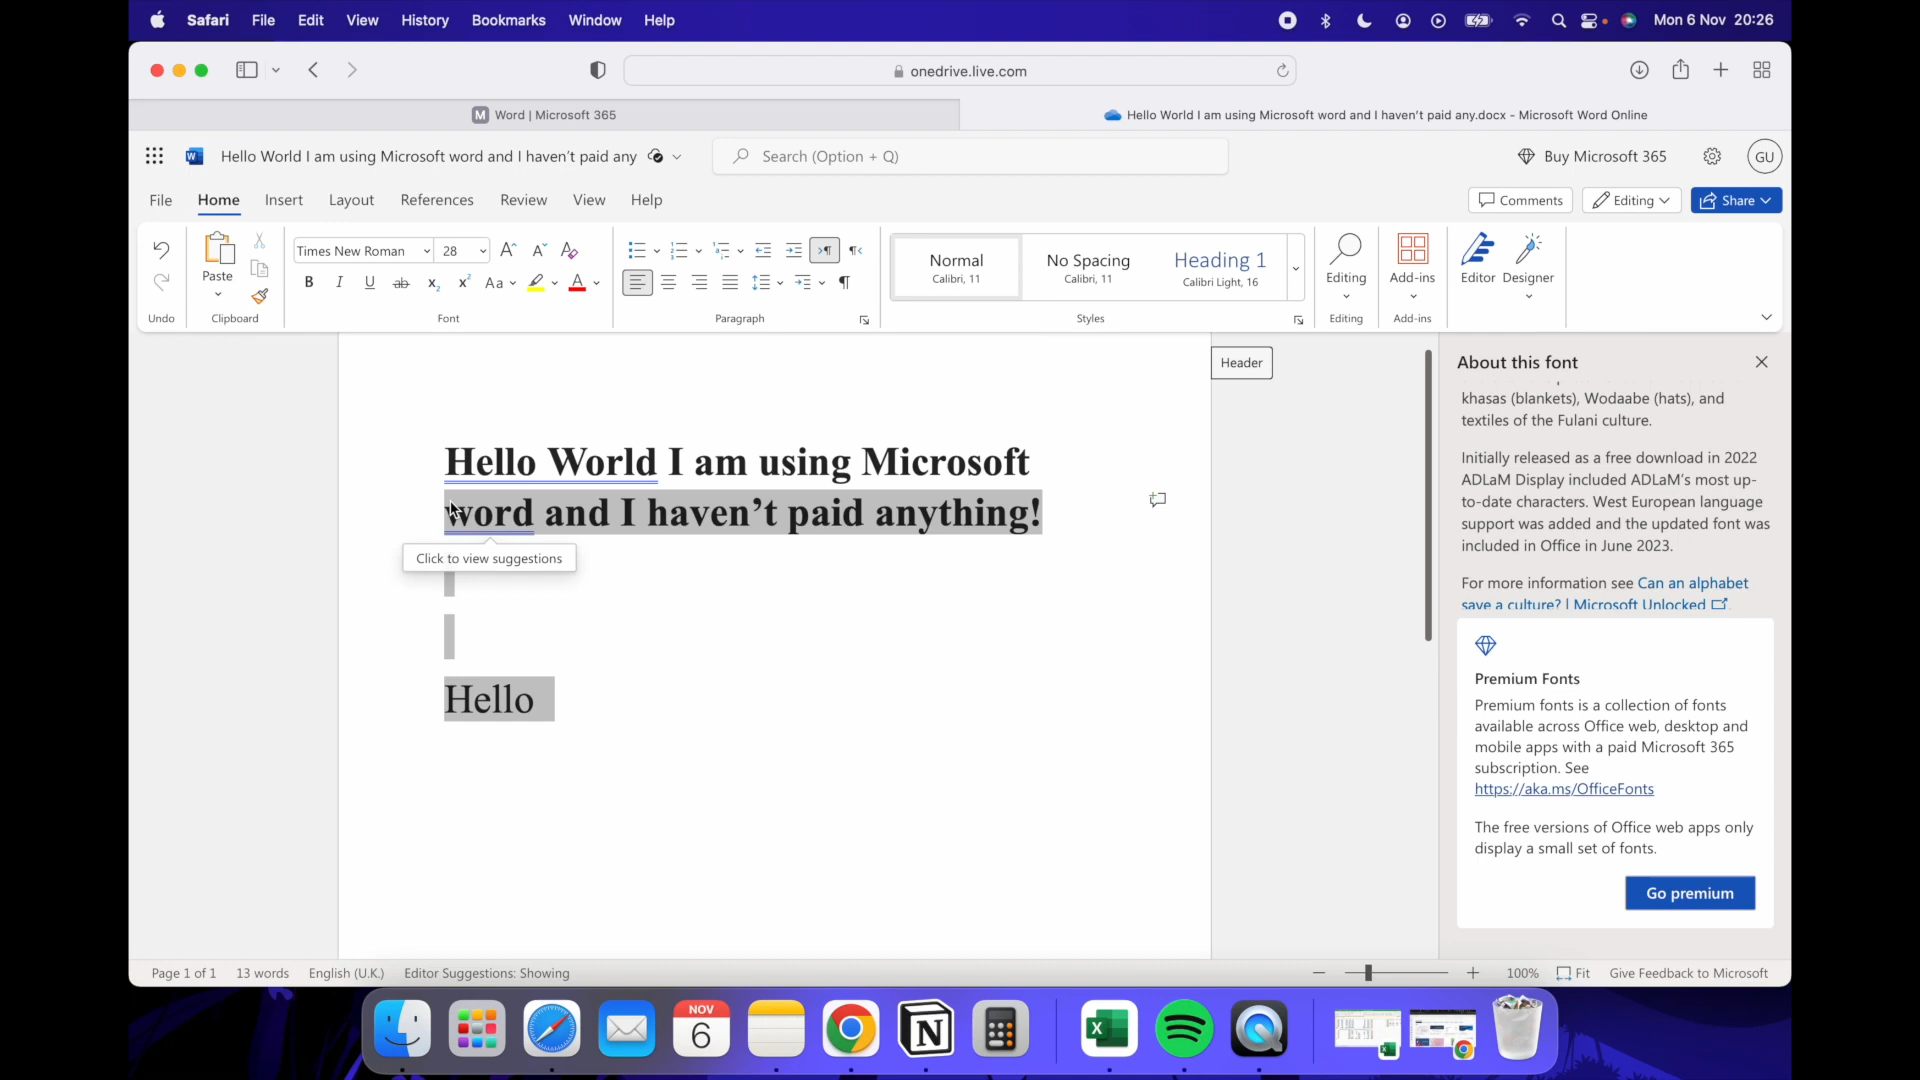 Safari File Edit View History Bookmarks Window Help Mon 6 Nov 20:26
onedrive.live.com
M Word | Microsoft 365
Hello World I am using Microsoft word and I haven't paid any.docx - Microsoft Word Online
Hello World I am using Microsoft word and I haven't paid any
Search (Option + Q)
Buy Microsoft 365
GU
File Home Insert Layout References Review View Help
Comments Editing Share
Paste
Times New Roman 28
B I U ab x2 x2 Aa A
Normal
Calibri, 11
No Spacing
Calibri, 11
Heading 1
Calibri Light, 16
Editing
Add-ins
Editor
Designer
Undo Clipboard Font Paragraph Styles Editing Add-ins
Header
Hello World I am using Microsoft
word and I haven’t paid anything!
Click to view suggestions
Hello
About this font
khasas (blankets), Wodaabe (hats), and
textiles of the Fulani culture.
Initially released as a free download in 2022
ADLaM Display included ADLaM's most up-
to-date characters. West European language
support was added and the updated font was
included in Office in June 2023.
For more information see Can an alphabet
save a culture? | Microsoft Unlocked
Premium Fonts
Premium fonts is a collection of fonts
available across Office web, desktop and
mobile apps with a paid Microsoft 365
subscription. See
https://aka.ms/OfficeFonts
The free versions of Office web apps only
display a small set of fonts.
Go premium
Page 1 of 1 13 words English (U.K.) Editor Suggestions: Showing
100% Fit Give Feedback to Microsoft
NOV
6